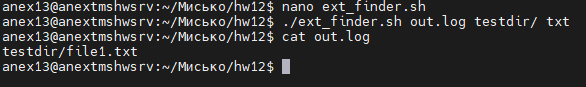 anex13@anextmshwsrv:~/Мисько/hw12$ nano ext_finder.sh
anex13@anextmshwsrv:~/Мисько/hw12$ ./ext_finder.sh out.log testdir/ txt
anex13@anextmshwsrv:~/Мисько/hw12$ cat out.log
testdir/file1.txt
anex13@anextmshwsrv:~/Мисько/hw12$